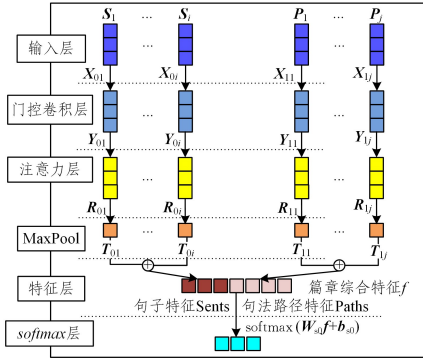 S₁ ... Sᵢ P₁ ... Pⱼ
输入层 ... ...
X₀₁ X₀ᵢ X₁₁ X₁ⱼ
门控卷积层 ... ...
Y₀₁ Y₀ᵢ Y₁₁ Y₁ⱼ
注意力层 ... ...
R₀₁ R₀ᵢ R₁₁ R₁ⱼ
MaxPool ... ...
T₀₁ T₀ᵢ T₁₁ T₁ⱼ
特征层 篇章综合特征f
句子特征Sents 句法路径特征Paths
softmax层 softmax (Wₛ₀f+bₛ₀)